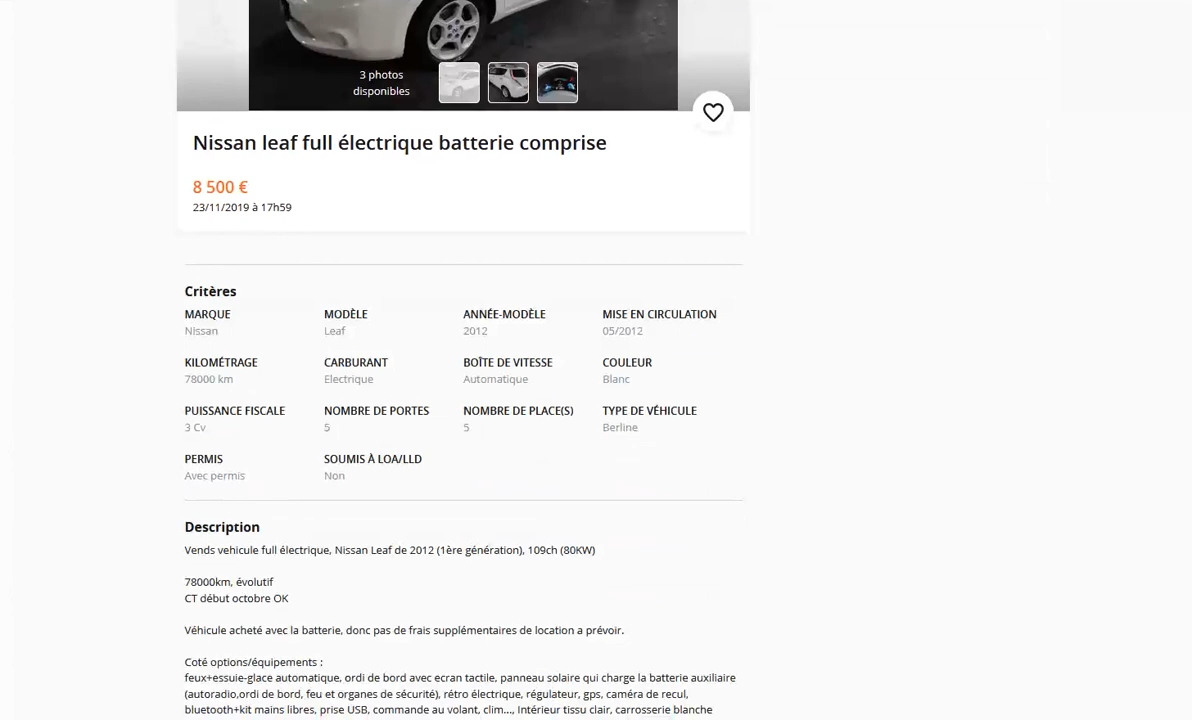 3 photos
disponibles
Nissan leaf full électrique batterie comprise
8 500 €
23/11/2019 à 17h59
Critères
MARQUE MODÈLE ANNÉE-MODÈLE MISE EN CIRCULATION
Nissan Leaf 2012 05/2012
KILOMÉTRAGE CARBURANT BOÎTE DE VITESSE COULEUR
78000 km Electrique Automatique Blanc
PUISSANCE FISCALE NOMBRE DE PORTES NOMBRE DE PLACE(S) TYPE DE VÉHICULE
3 Cv 5 5 Berline
PERMIS SOUMIS À LOA/LLD
Avec permis Non
Description
Vends vehicule full électrique, Nissan Leaf de 2012 (1ère génération), 109ch (80KW)
78000km, évolutif
CT début octobre OK
Véhicule acheté avec la batterie, donc pas de frais supplémentaires de location a prévoir.
Coté options/équipements :
feux+essuie-glace automatique, ordi de bord avec ecran tactile, panneau solaire qui charge la batterie auxiliaire
(autoradio,ordi de bord, feu et organes de sécurité), rétro électrique, régulateur, gps, caméra de recul,
bluetooth+kit mains libres, prise USB, commande au volant, clim..., Intérieur tissu clair, carrosserie blanche